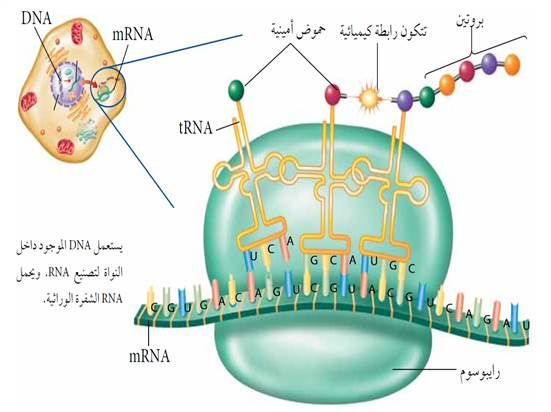 DNA
mRNA
حموض أمينية
تتكون رابطة كيميائية
بروتين
tRNA
يستعمل DNA الموجود داخل
النواة لتصنيع RNA، ويحمل
RNA الشفرة الوراثية.
U C A
G C A
U G C
C G U G A C A G U C G U A C G U C A G A U
mRNA
رايبوسوم